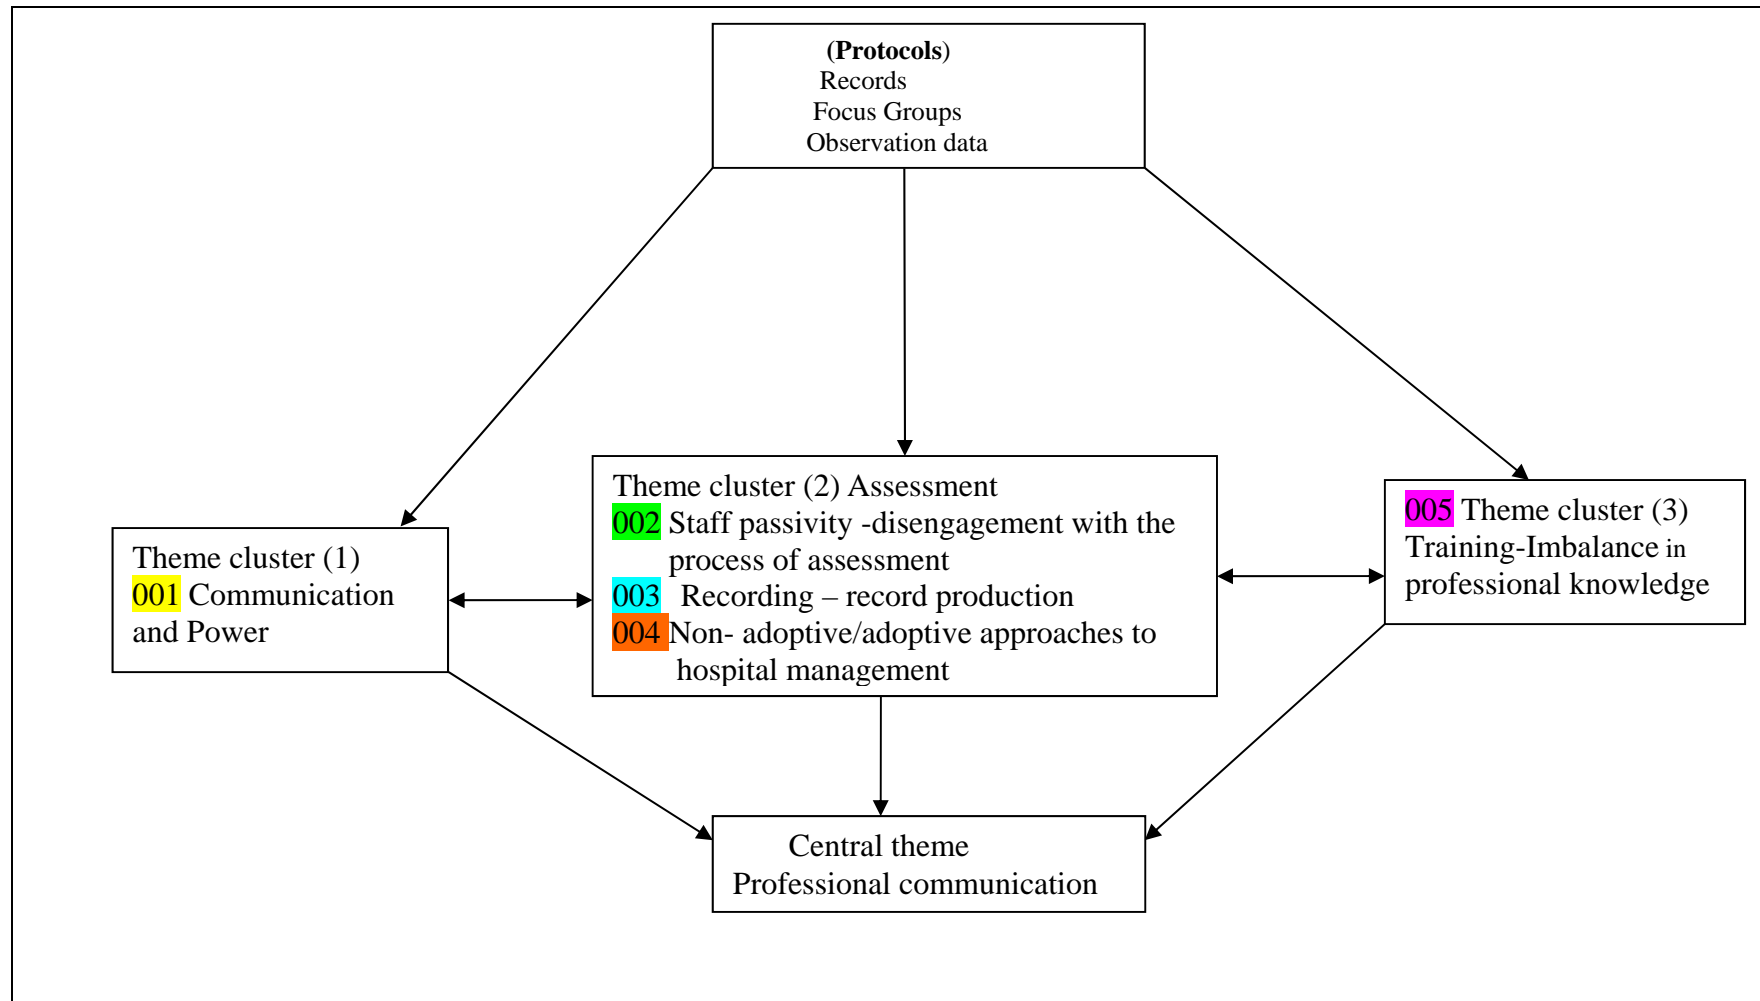 (Protocols)
Records
Focus Groups
Observation data
Theme cluster (1)
001 Communication
and Power
Theme cluster (2) Assessment
002 Staff passivity -disengagement with the
process of assessment
003 Recording – record production
004 Non- adoptive/adoptive approaches to
hospital management
005 Theme cluster (3)
Training-Imbalance in
professional knowledge
Central theme
Professional communication